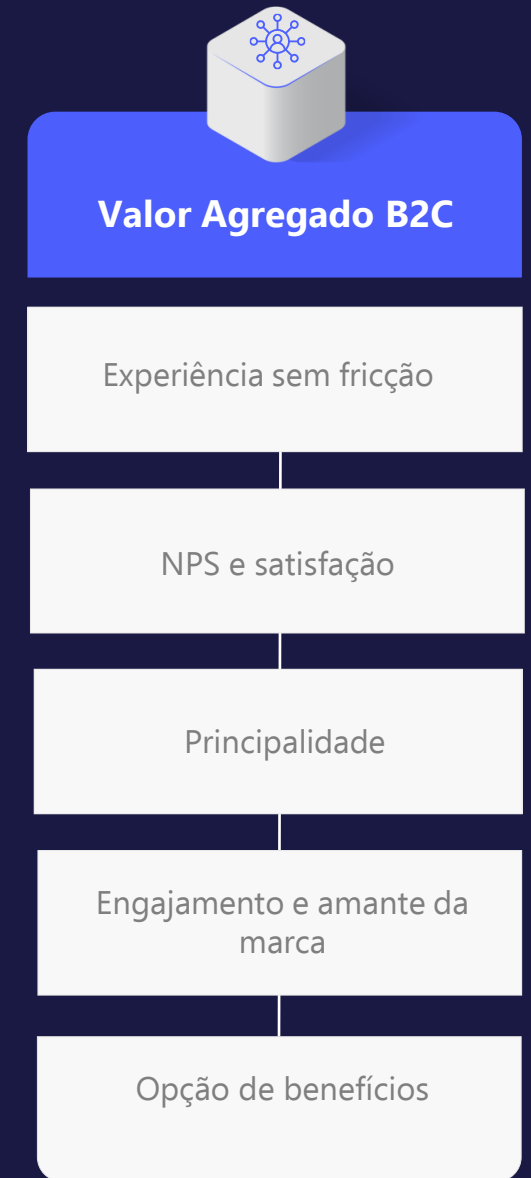 Valor Agregado B2C
Experiência sem fricção
NPS e satisfação
Principalidade
Engajamento e amante da
marca
Opção de benefícios